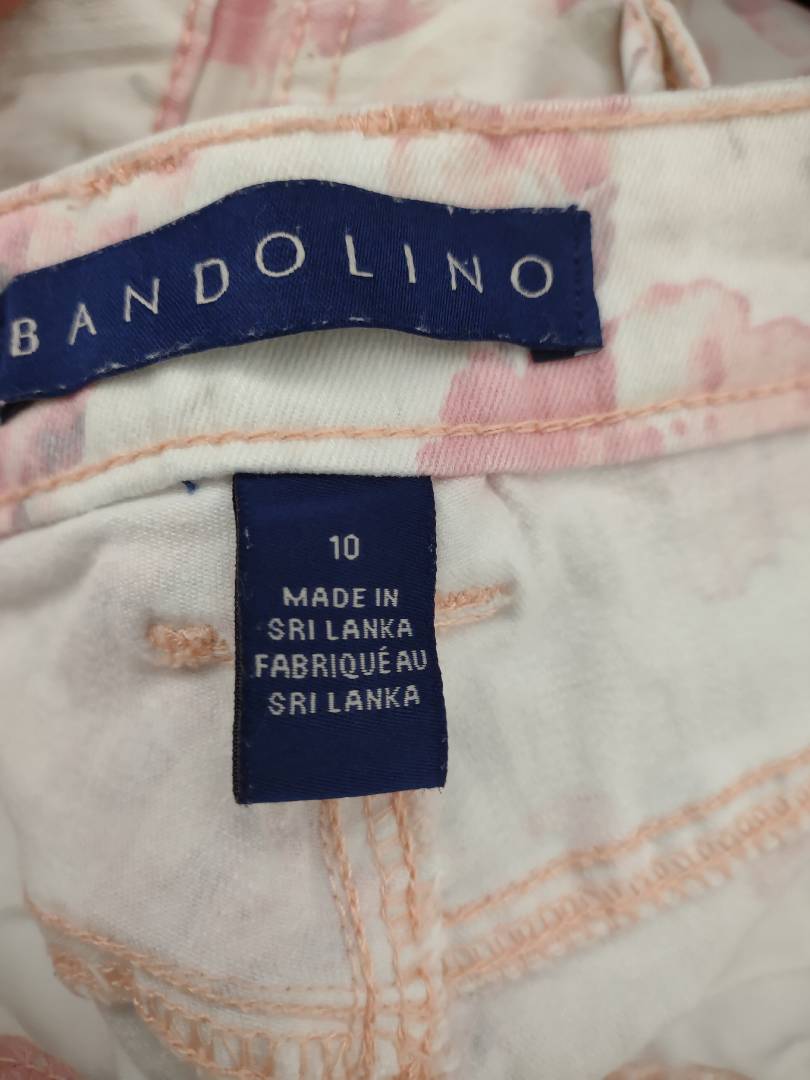 BANDOLINO
10
MADE IN
SRI LANKA
FABRIQUÉ AU
SRI LANKA